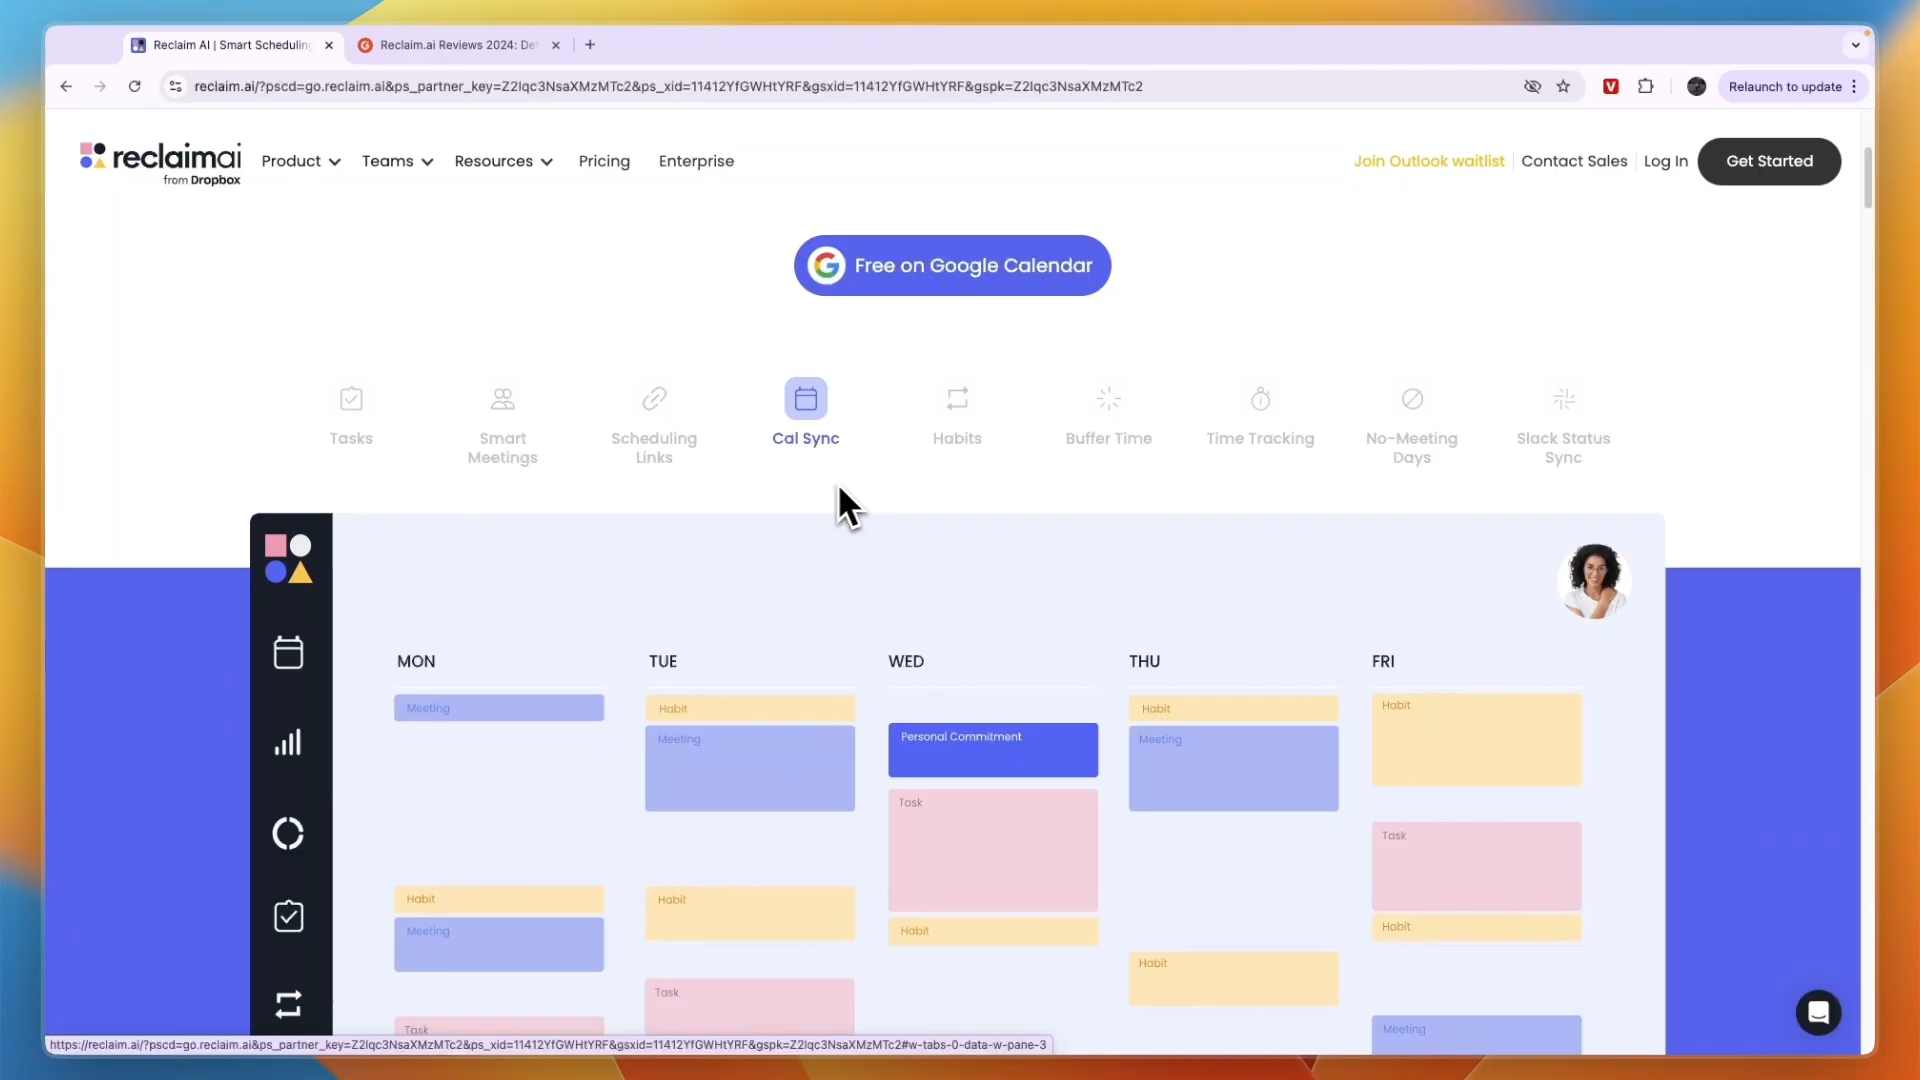 Reclaim AI | Smart Scheduling
Reclaim.ai Reviews 2024: Det
reclaim.ai/?pscd=go.reclaim.ai&ps_partner_key=Z2lqc3NsaXMzMTc2&ps_xid=11412YfGWHtYRF&gsxid=11412YfGWHtYRF&gspk=Z2lqc3NsaXMzMTc2
Relaunch to update
reclaimai
from Dropbox
Product
Teams
Resources
Pricing
Enterprise
Join Outlook waitlist
Contact Sales
Log In
Get Started
Free on Google Calendar
Tasks
Smart
Meetings
Scheduling
Links
Cal Sync
Habits
Buffer Time
Time Tracking
No-Meeting
Days
Slack Status
Sync
MON
TUE
WED
THU
FRI
Meeting
Habit
Meeting
Personal Commitment
Task
Habit
Meeting
Habit
Task
Habit
Meeting
Habit
Task
Habit
Habit
Habit
Meeting
Task
https://reclaim.ai/?pscd=go.reclaim.ai&ps_partner_key=Z2lqc3NsaXMzMTc2&ps_xid=11412YfGWHtYRF&gsxid=11412YfGWHtYRF&gspk=Z2lqc3NsaXMzMTc2#w-tabs-0-data-w-pane-3